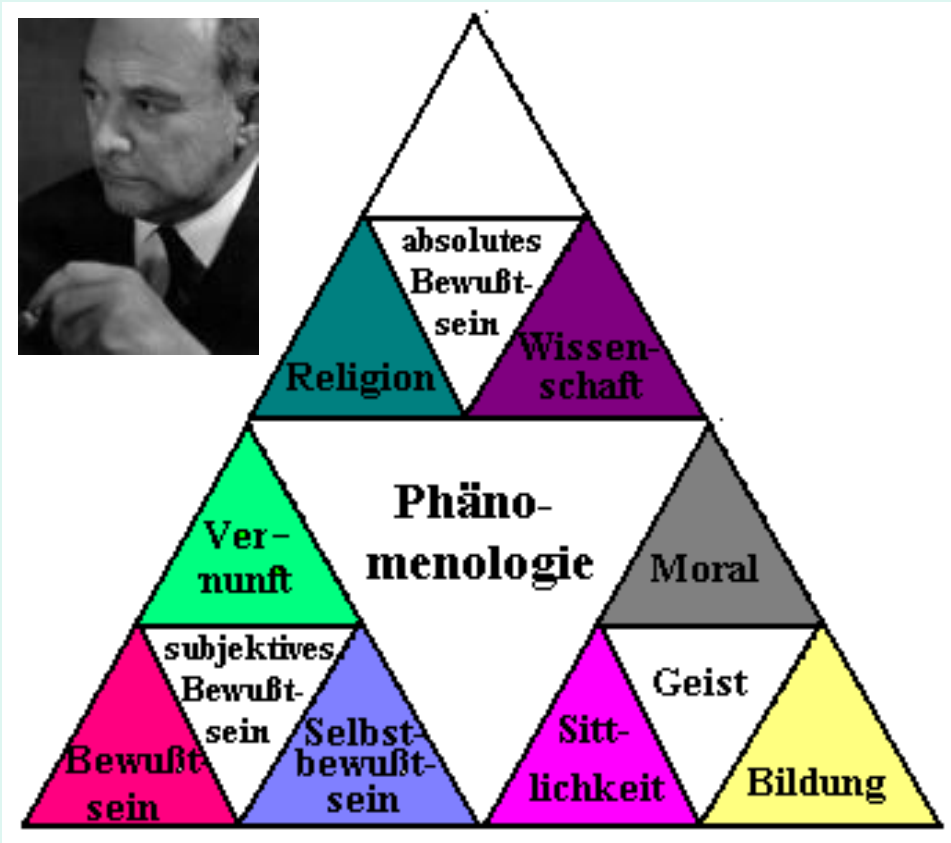 absolutes
Bewußt-
sein
Religion
Wissen-
schaft
Phäno-
menologie
Ver-
nunft
Moral
subjektives
Bewußt-
sein
Geist
Bewußt-
sein
Selbst-
bewußt-
sein
Sitt-
lichkeit
Bildung